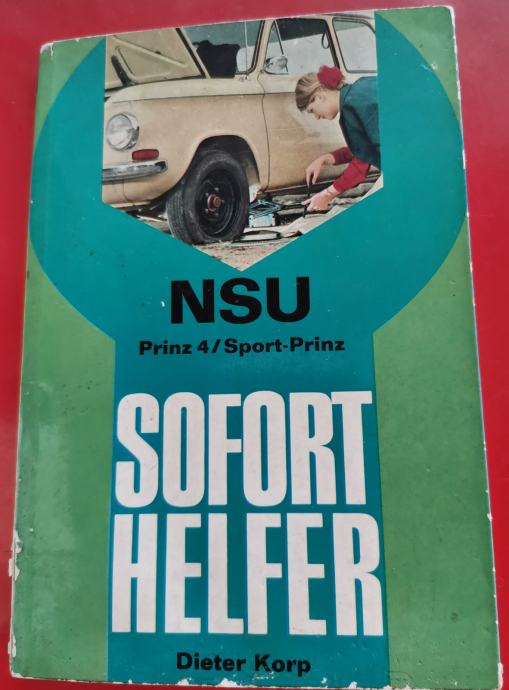 NSU
Prinz 4/Sport-Prinz
SOFORT
HELFER
Dieter Korp